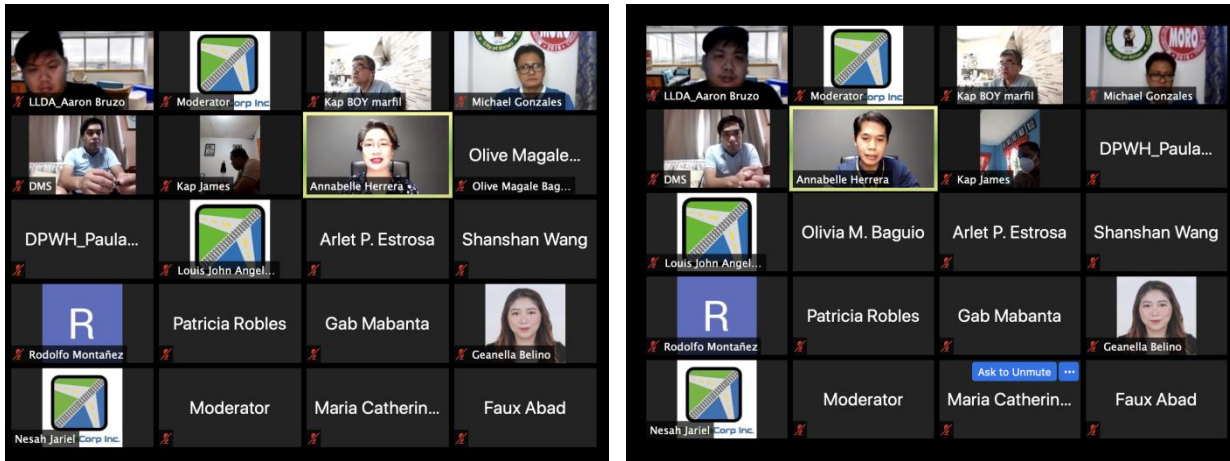 MORO
LLDA_Aaron Bruzo
Moderator
orp Inc
Kap BOY marfil
Michael Gonzales
DMS
Kap James
Annabelle Herrera
Olive Magale...
Olive Magale Bag...
DPWH_Paula...
Louis John Angel...
Arlet P. Estrosa
Shanshan Wang
R
Rodolfo Montañez
Patricia Robles
Gab Mabanta
Geanella Belino
Nesah Jariel
Corp Inc.
Moderator
Maria Catherin...
Faux Abad
MORO
LLDA_Aaron Bruzo
Moderator
orp Inc
Kap BOY marfil
Michael Gonzales
DMS
Annabelle Herrera
Kap James
DPWH_Paula...
Louis John Angel...
Olivia M. Baguio
Arlet P. Estrosa
Shanshan Wang
R
Rodolfo Montañez
Patricia Robles
Gab Mabanta
Geanella Belino
Nesah Jariel
Corp Inc.
Moderator
Ask to Unmute
Maria Catherin...
Faux Abad